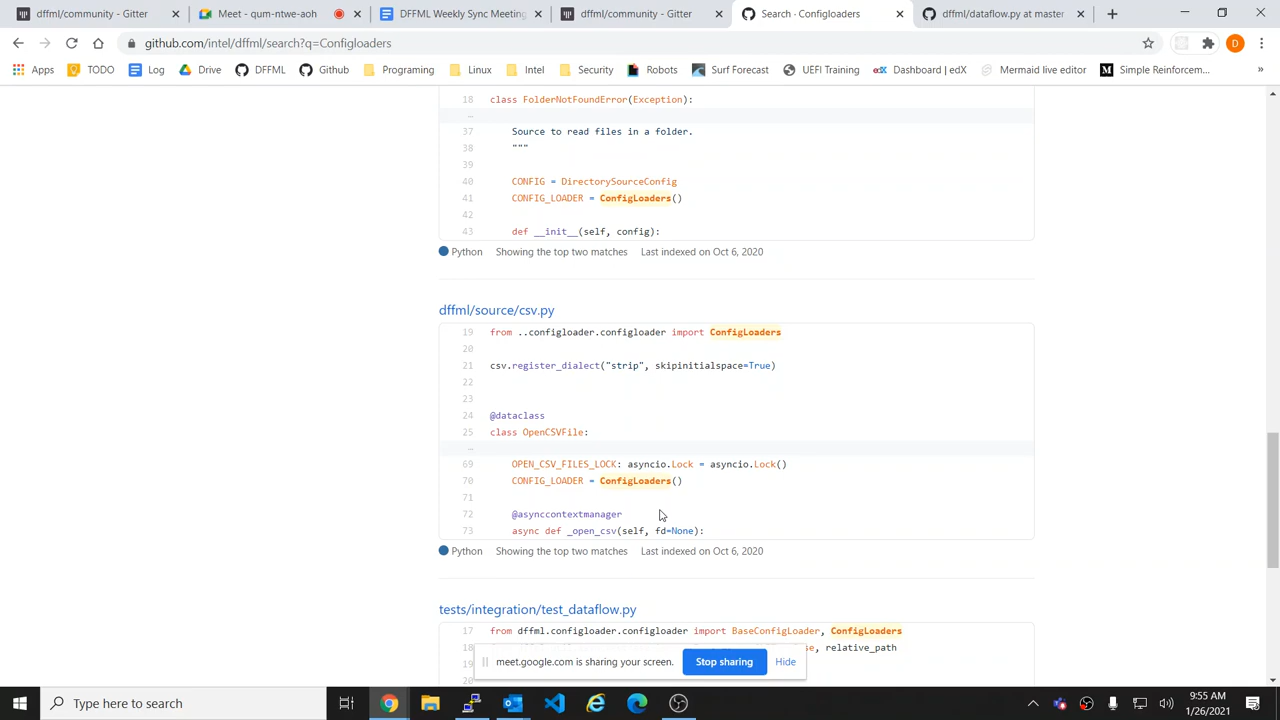 dffml/community - Gitter
Meet - qum-ntwe-aoh
DFFML Weekly Sync Meeting
dffml/community - Gitter
Search · Configloaders
dffml/dataflow.py at master
github.com/intel/dffml/search?q=Configloaders
D
Apps
TODO
Log
Drive
DFFML
Github
Programing
Linux
Intel
Security
Robots
Surf Forecast
UEFI Training
Dashboard | edX
Mermaid live editor
Simple Reinforcem...
18 class FolderNotFoundError(Exception):
…
37 Source to read files in a folder.
38 """
39
40 CONFIG = DirectorySourceConfig
41 CONFIG_LOADER = ConfigLoaders()
42
43 def __init__(self, config):
Python Showing the top two matches Last indexed on Oct 6, 2020
dffml/source/csv.py
19 from ..configloader.configloader import ConfigLoaders
20
21 csv.register_dialect("strip", skipinitialspace=True)
22
23
24 @dataclass
25 class OpenCSVFile:
…
69 OPEN_CSV_FILES_LOCK: asyncio.Lock = asyncio.Lock()
70 CONFIG_LOADER = ConfigLoaders()
71
72 @asynccontextmanager
73 async def _open_csv(self, fd=None):
Python Showing the top two matches Last indexed on Oct 6, 2020
tests/integration/test_dataflow.py
17 from dffml.configloader.configloader import BaseConfigLoader, ConfigLoaders
18 se, relative_path
19
20
meet.google.com is sharing your screen.
Stop sharing
Hide
Type here to search
9:55 AM
1/26/2021